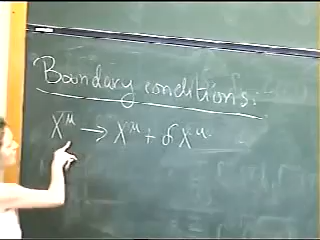 Boundary conditions:
X^μ → X^μ + δX^μ